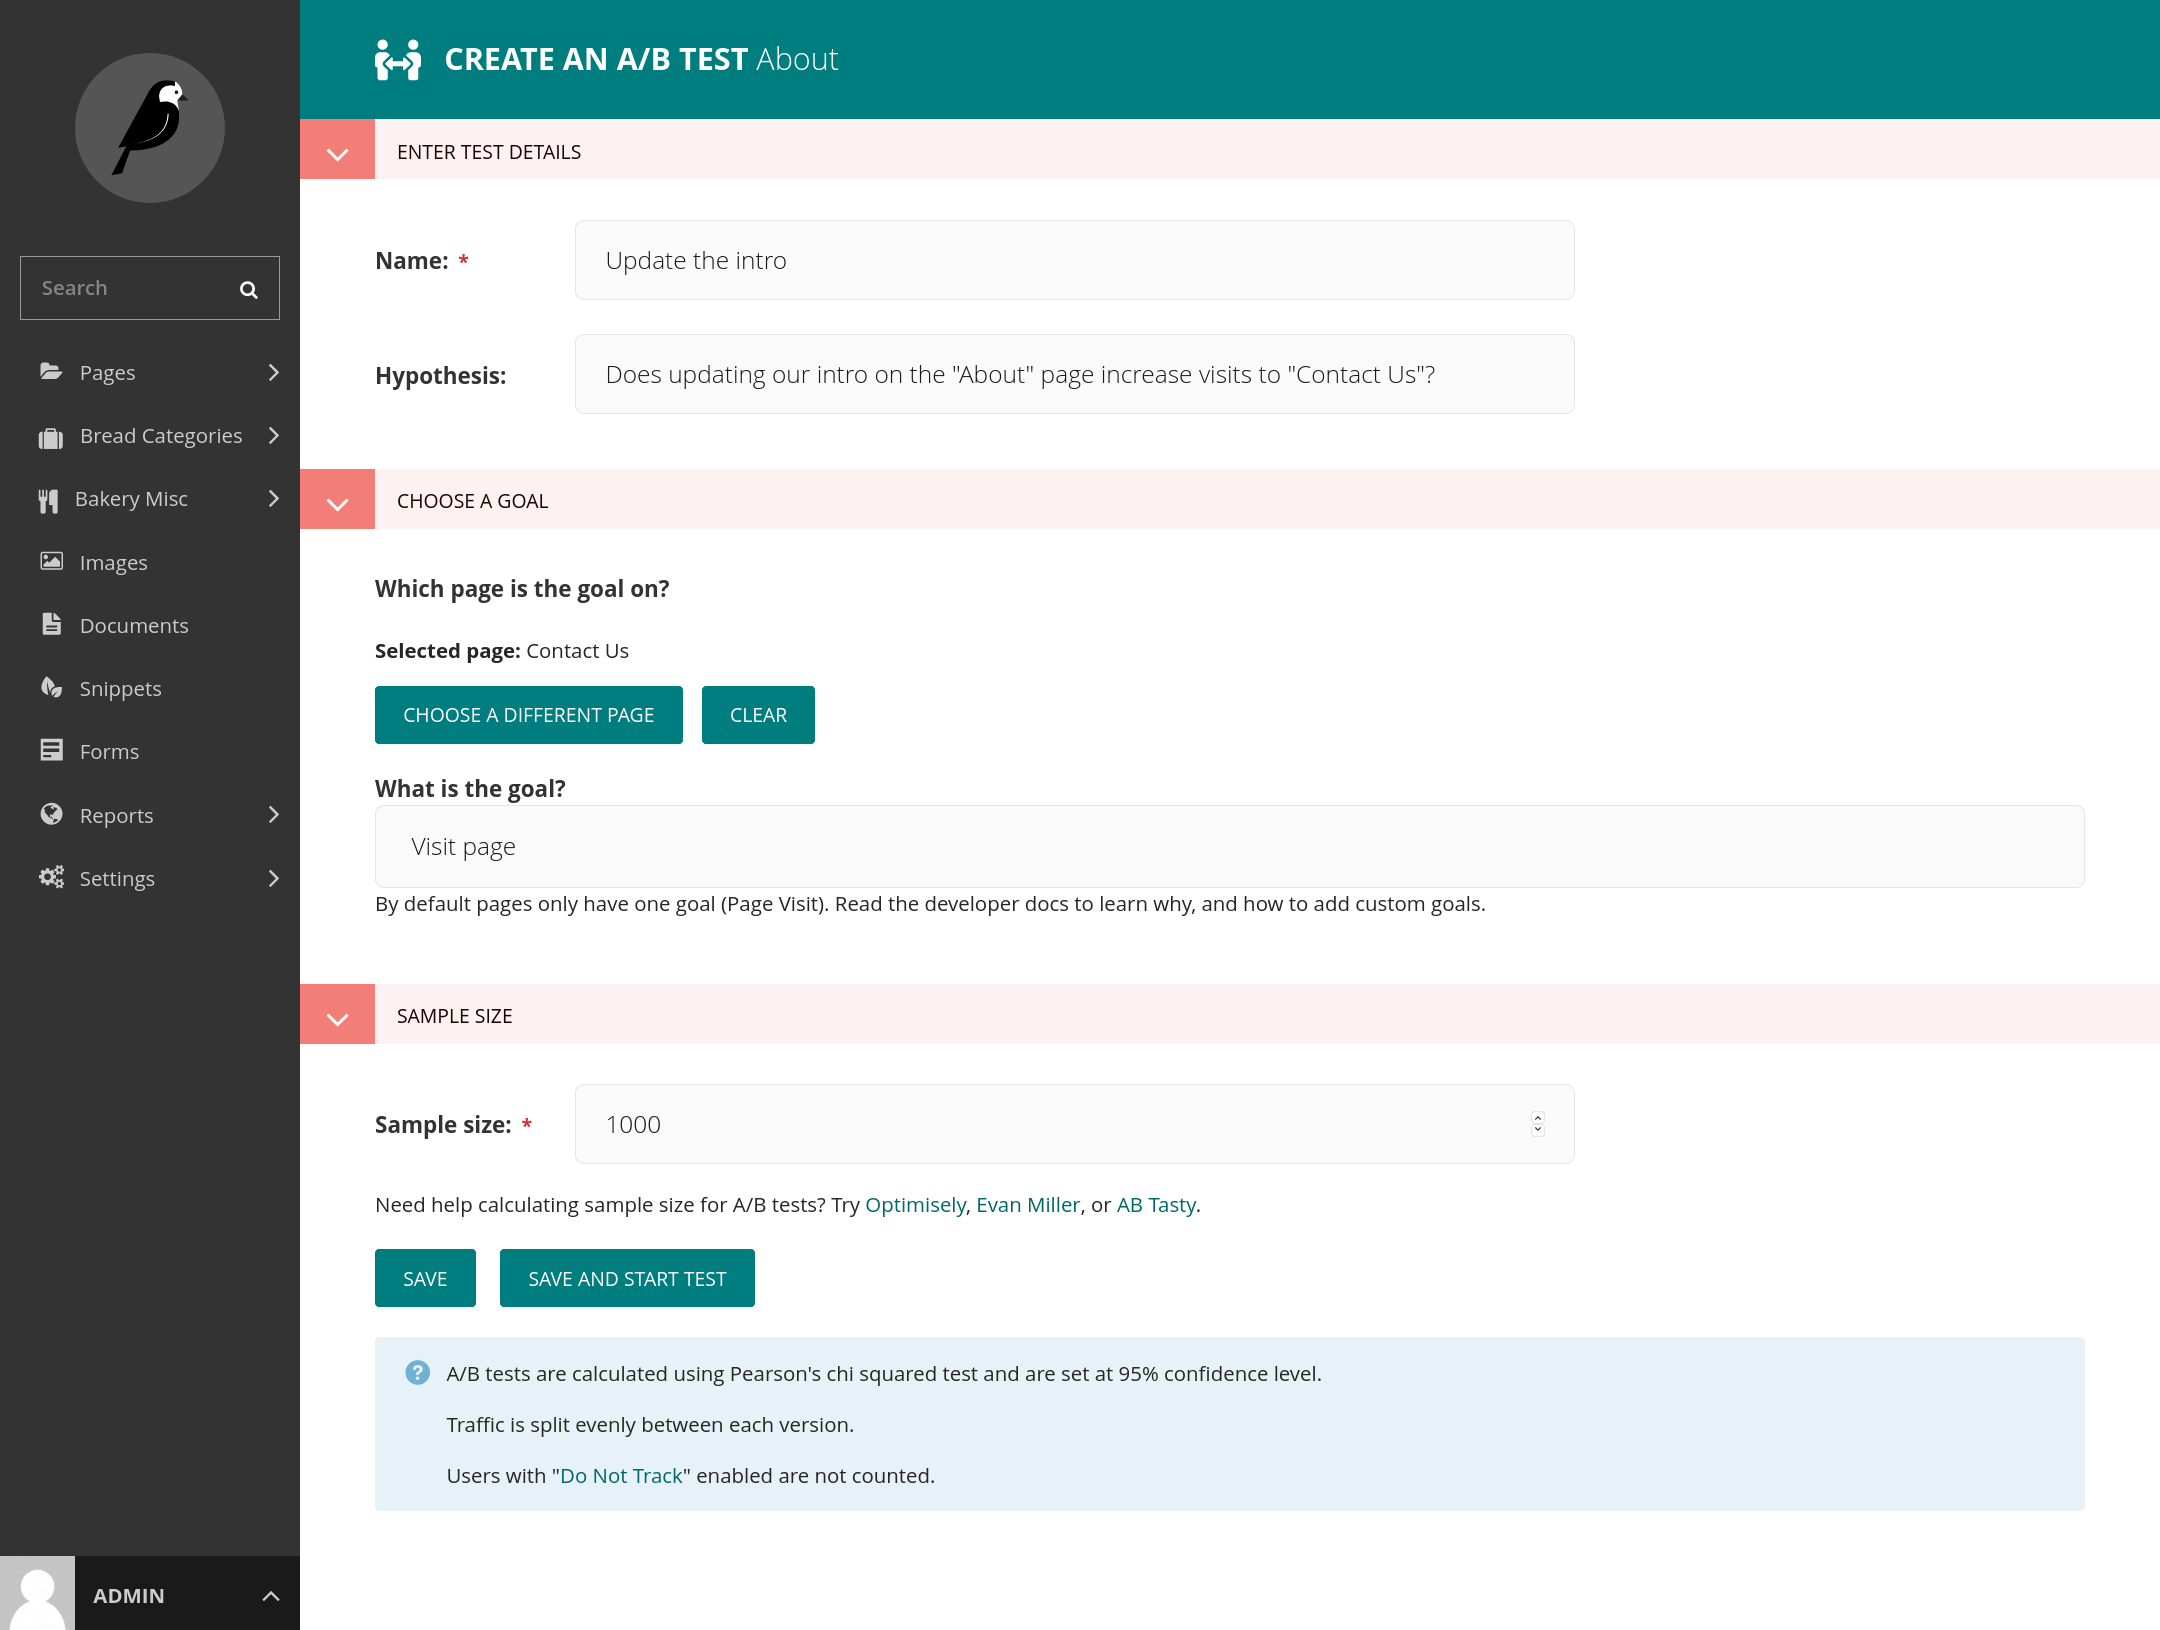 CREATE AN A/B TEST About
Search
Pages
Bread Categories
Bakery Misc
Images
Documents
Snippets
Forms
Reports
Settings
ADMIN
ENTER TEST DETAILS
Name: *
Update the intro
Hypothesis:
Does updating our intro on the "About" page increase visits to "Contact Us"?
CHOOSE A GOAL
Which page is the goal on?
Selected page: Contact Us
CHOOSE A DIFFERENT PAGE
CLEAR
What is the goal?
Visit page
By default pages only have one goal (Page Visit). Read the developer docs to learn why, and how to add custom goals.
SAMPLE SIZE
Sample size: *
1000
Need help calculating sample size for A/B tests? Try Optimisely, Evan Miller, or AB Tasty.
SAVE
SAVE AND START TEST
? A/B tests are calculated using Pearson's chi squared test and are set at 95% confidence level.
Traffic is split evenly between each version.
Users with "Do Not Track" enabled are not counted.